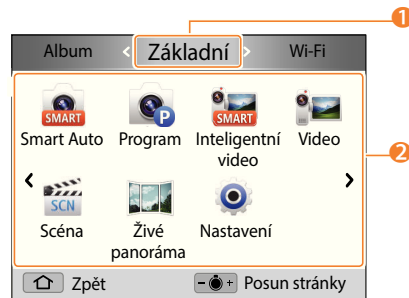 1
Album < Základní > Wi-Fi
SMART P SMART
Smart Auto Program Inteligentní video Video
2
SCN
Scéna Živé panoráma Nastavení
Zpět - + Posun stránky